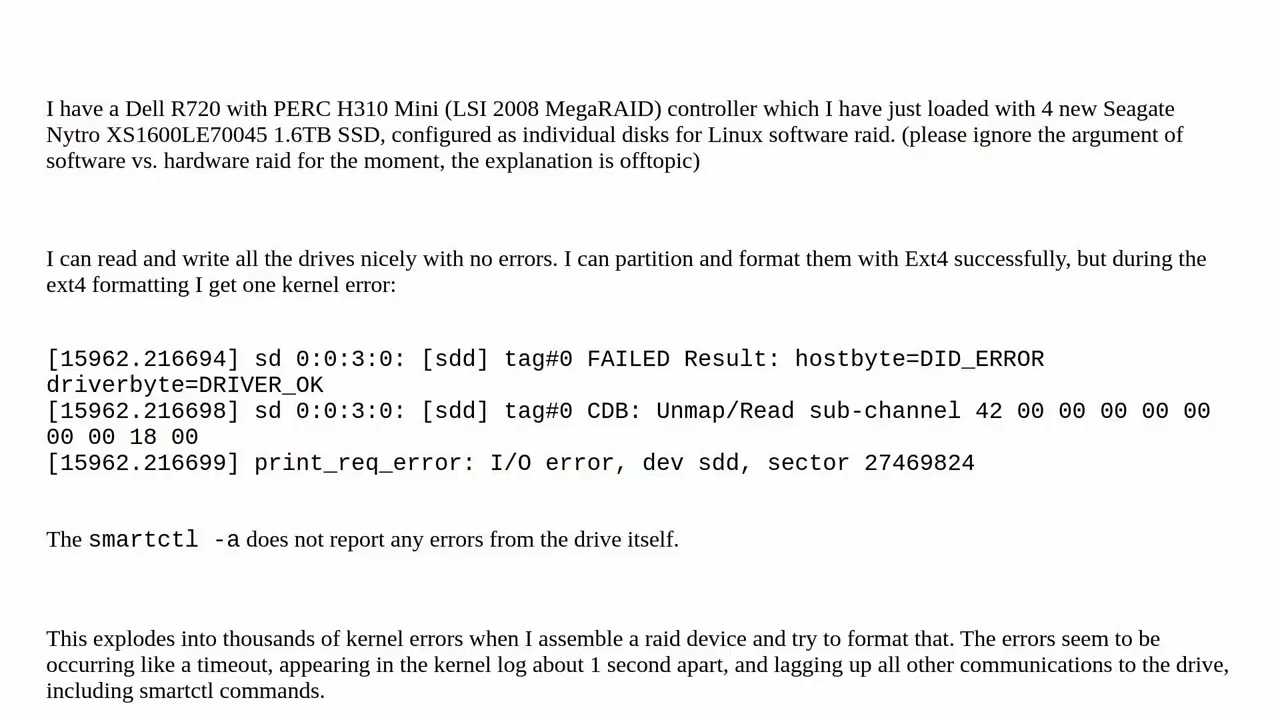 I have a Dell R720 with PERC H310 Mini (LSI 2008 MegaRAID) controller which I have just loaded with 4 new Seagate
Nytro XS1600LE70045 1.6TB SSD, configured as individual disks for Linux software raid. (please ignore the argument of
software vs. hardware raid for the moment, the explanation is offtopic)
I can read and write all the drives nicely with no errors. I can partition and format them with Ext4 successfully, but during the
ext4 formatting I get one kernel error:
[15962.216694] sd 0:0:3:0: [sdd] tag#0 FAILED Result: hostbyte=DID_ERROR
driverbyte=DRIVER_OK
[15962.216698] sd 0:0:3:0: [sdd] tag#0 CDB: Unmap/Read sub-channel 42 00 00 00 00 00
00 00 18 00
[15962.216699] print_req_error: I/O error, dev sdd, sector 27469824
The smartctl -a does not report any errors from the drive itself.
This explodes into thousands of kernel errors when I assemble a raid device and try to format that. The errors seem to be
occurring like a timeout, appearing in the kernel log about 1 second apart, and lagging up all other communications to the drive,
including smartctl commands.